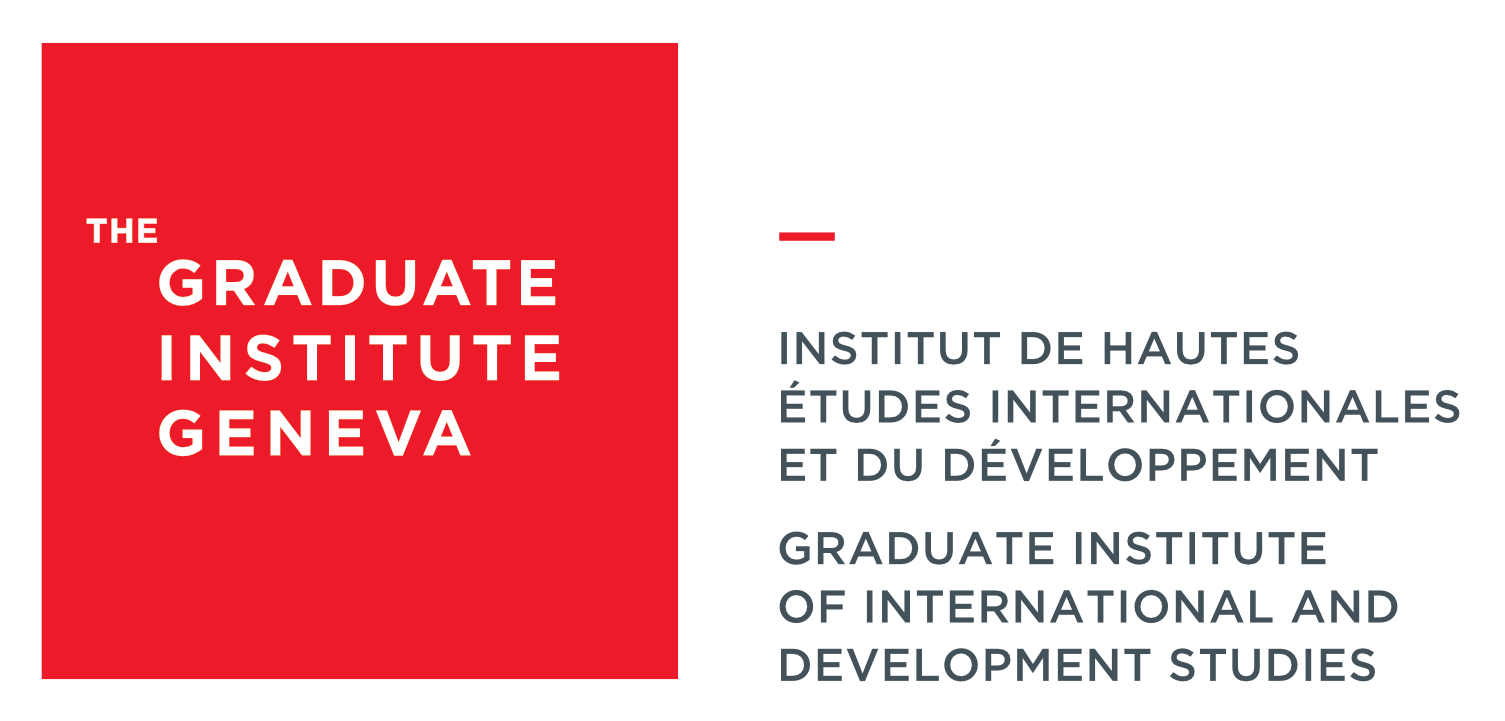 THE
GRADUATE
INSTITUTE
GENEVA
INSTITUT DE HAUTES
ÉTUDES INTERNATIONALES
ET DU DÉVELOPPEMENT
GRADUATE INSTITUTE
OF INTERNATIONAL AND
DEVELOPMENT STUDIES